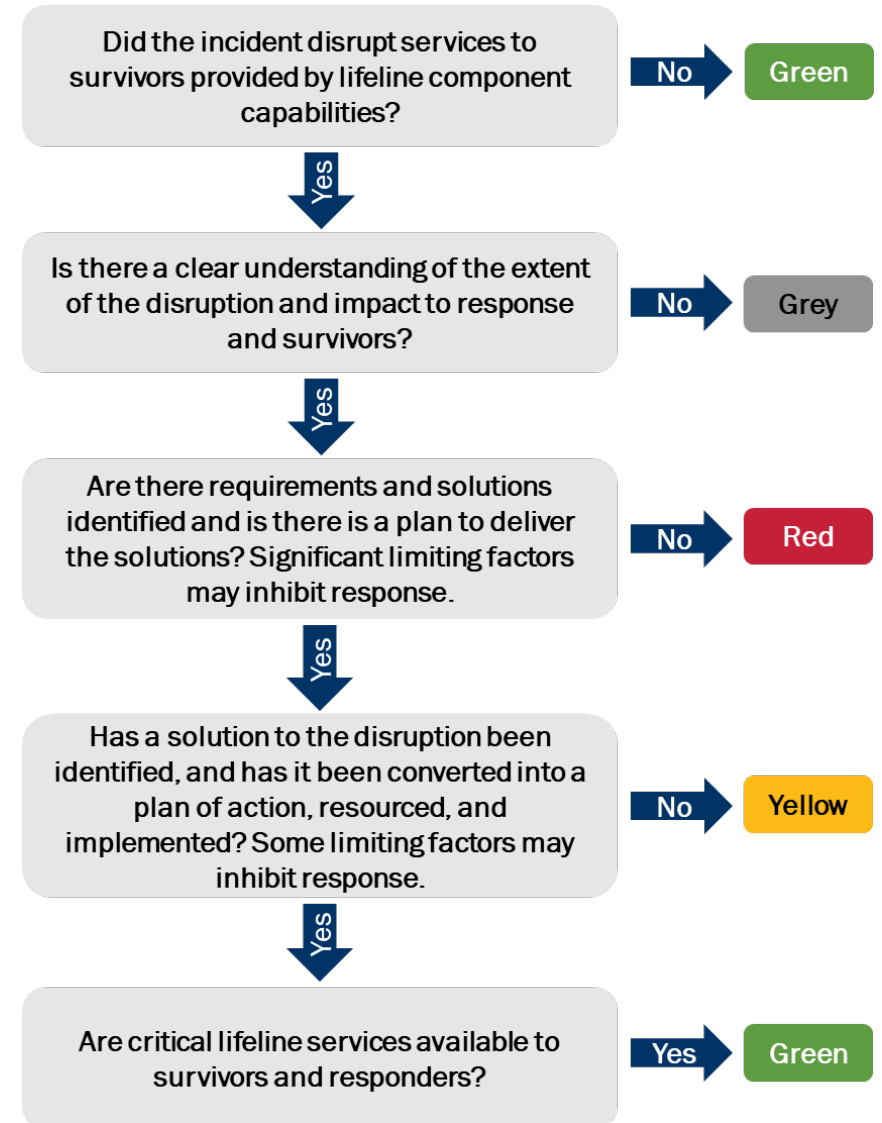 Did the incident disrupt services to
survivors provided by lifeline component
capabilities?
No
Green
Yes
Is there a clear understanding of the extent
of the disruption and impact to response
and survivors?
No
Grey
Yes
Are there requirements and solutions
identified and is there is a plan to deliver
the solutions? Significant limiting factors
may inhibit response.
No
Red
Yes
Has a solution to the disruption been
identified, and has it been converted into a
plan of action, resourced, and
implemented? Some limiting factors may
inhibit response.
No
Yellow
Yes
Are critical lifeline services available to
survivors and responders?
Yes
Green